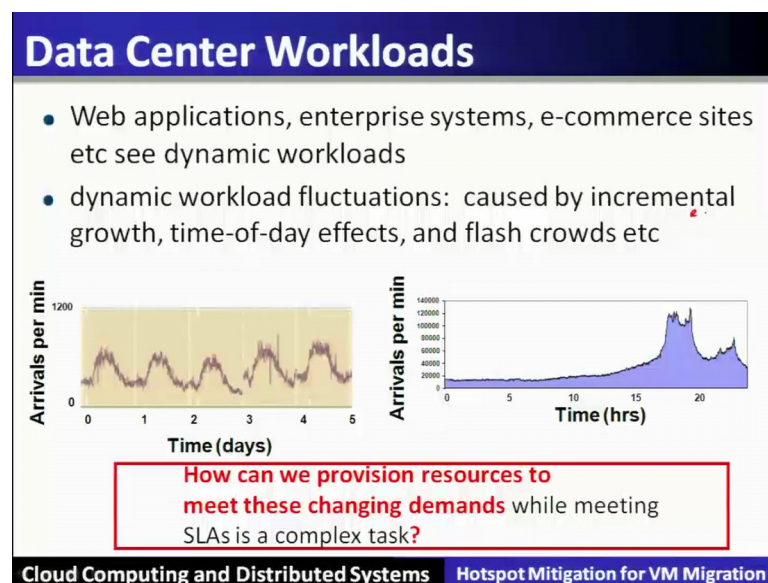 Data Center Workloads
• Web applications, enterprise systems, e-commerce sites
etc see dynamic workloads
• dynamic workload fluctuations: caused by incremental
growth, time-of-day effects, and flash crowds etc
Arrivals per min
1200
0
0 1 2 3 4 5
Time (days)
Arrivals per min
140000
120000
100000
80000
60000
40000
20000
0
0 5 10 15 20
Time (hrs)
How can we provision resources to
meet these changing demands while meeting
SLAs is a complex task?
Cloud Computing and Distributed Systems Hotspot Mitigation for VM Migration